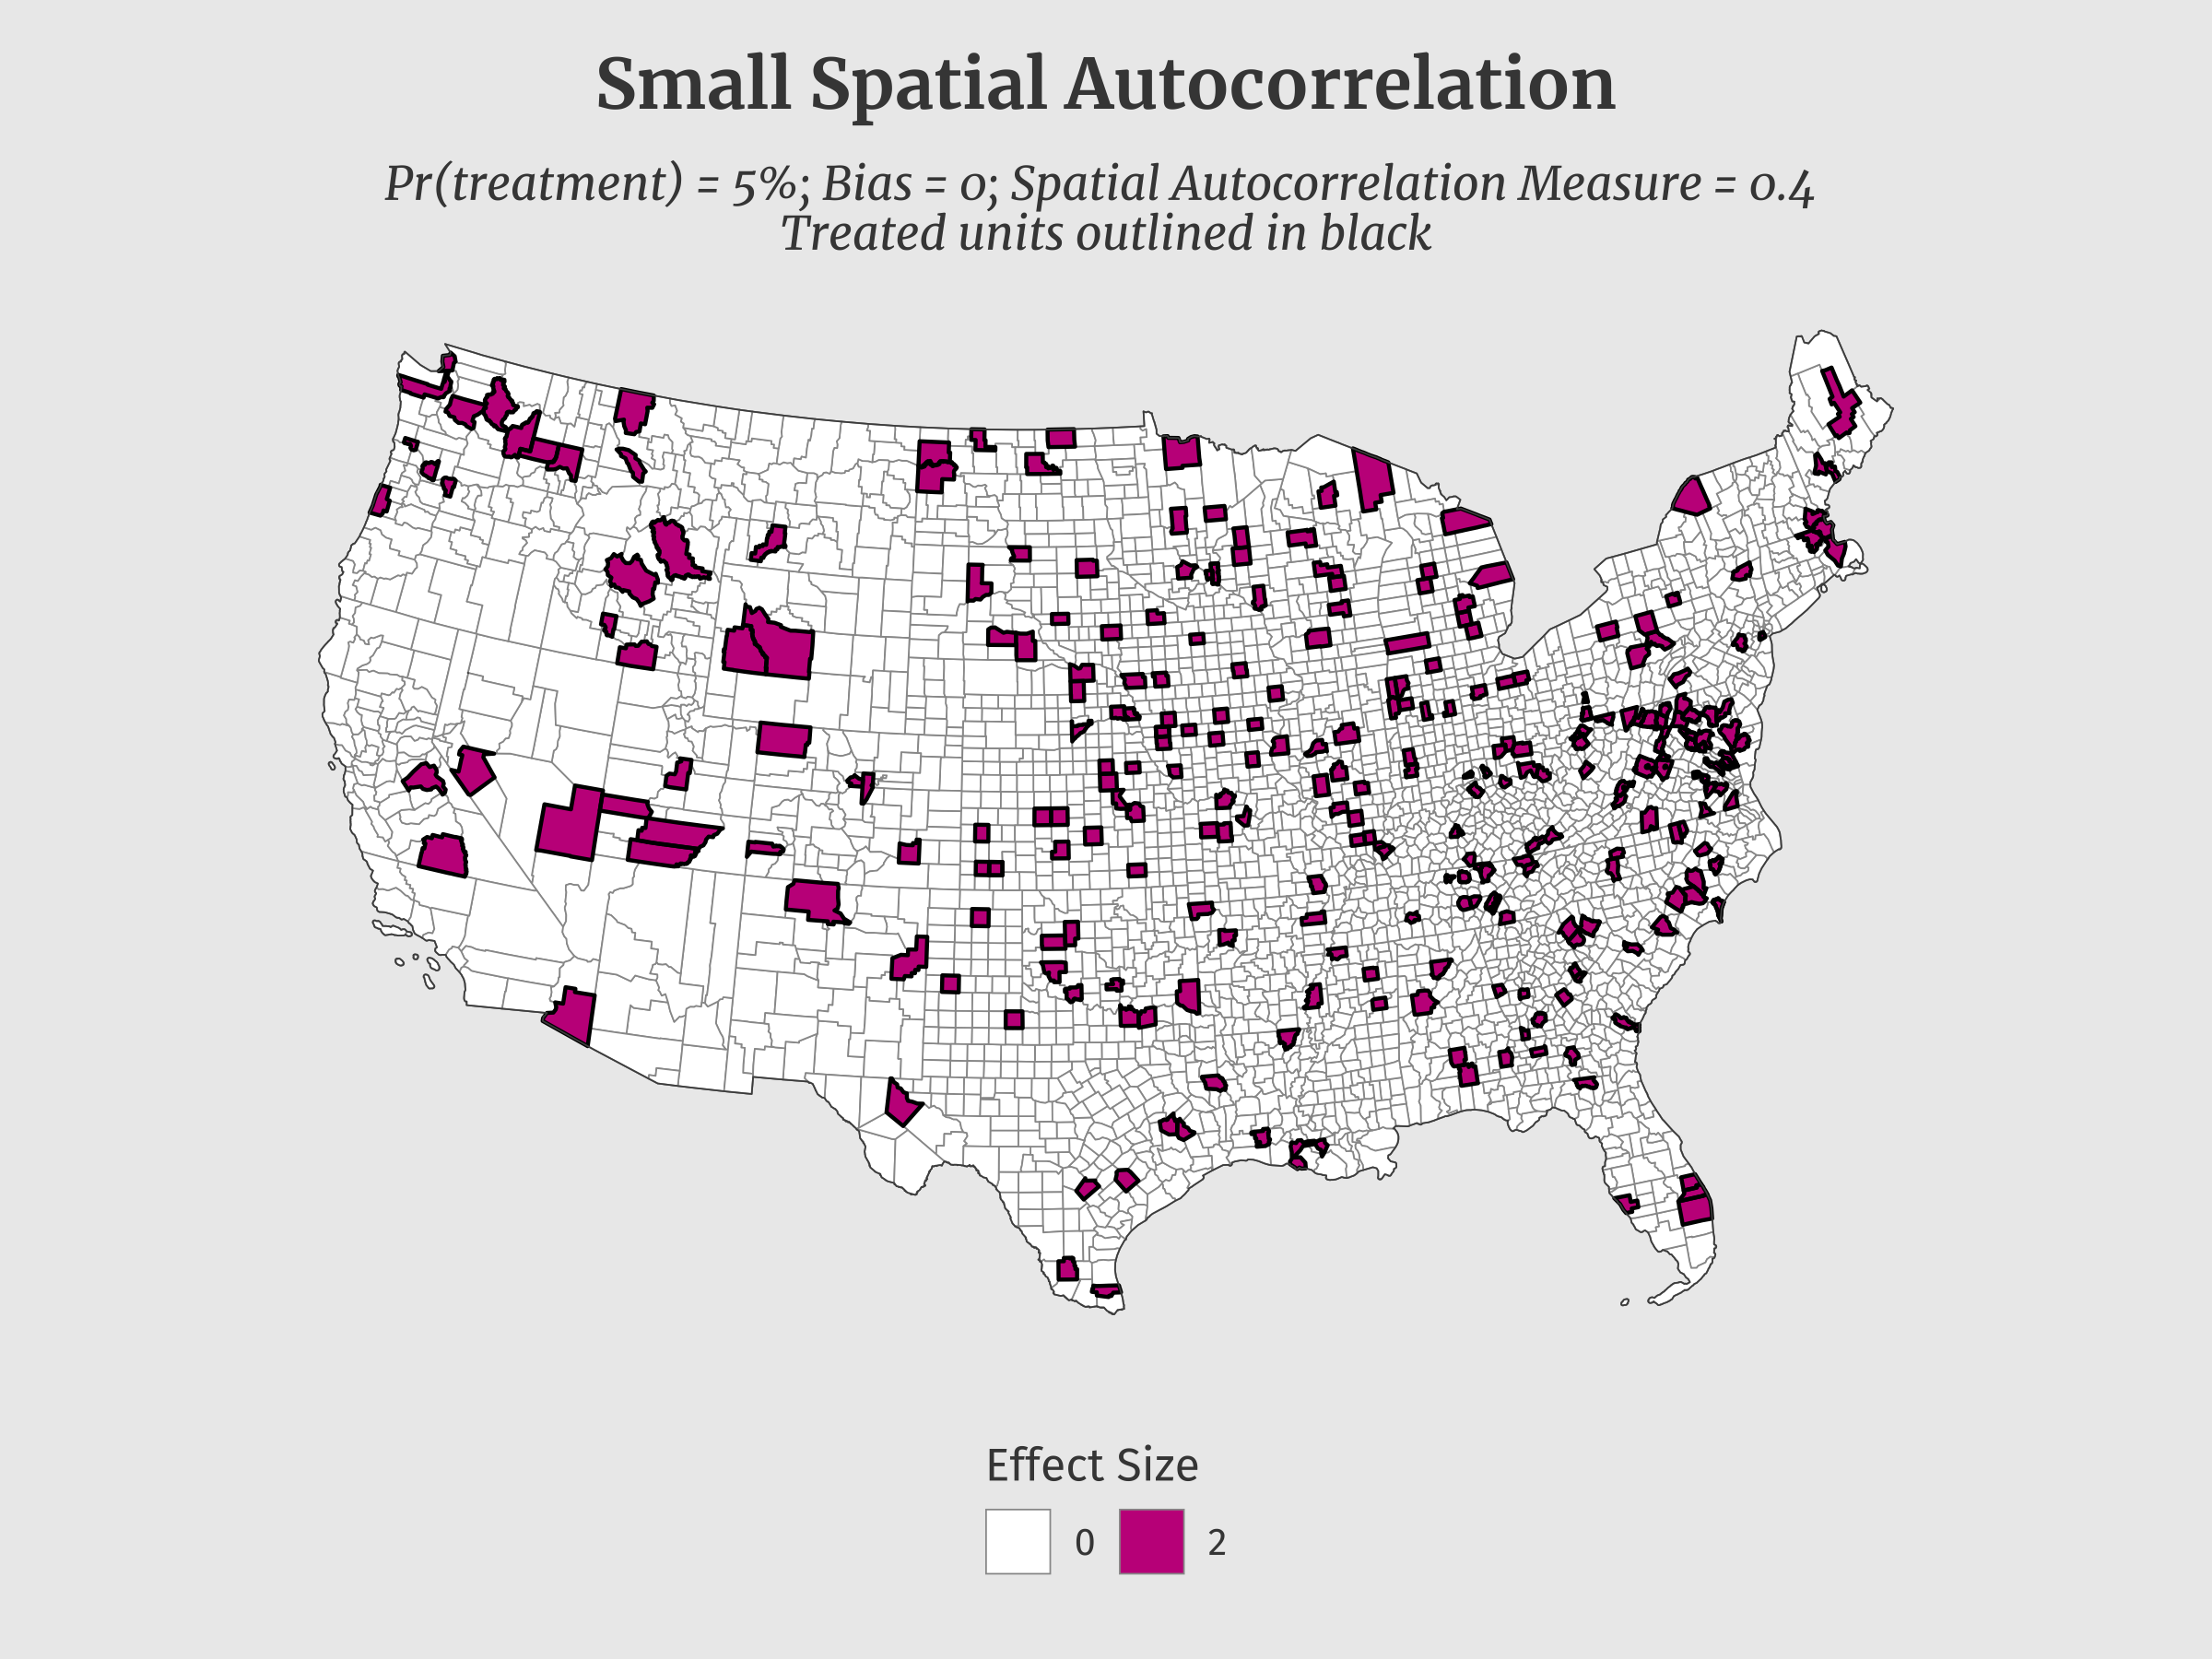 Small Spatial Autocorrelation
Pr(treatment) = 5%; Bias = 0; Spatial Autocorrelation Measure = 0.4
Treated units outlined in black
Effect Size
0 2